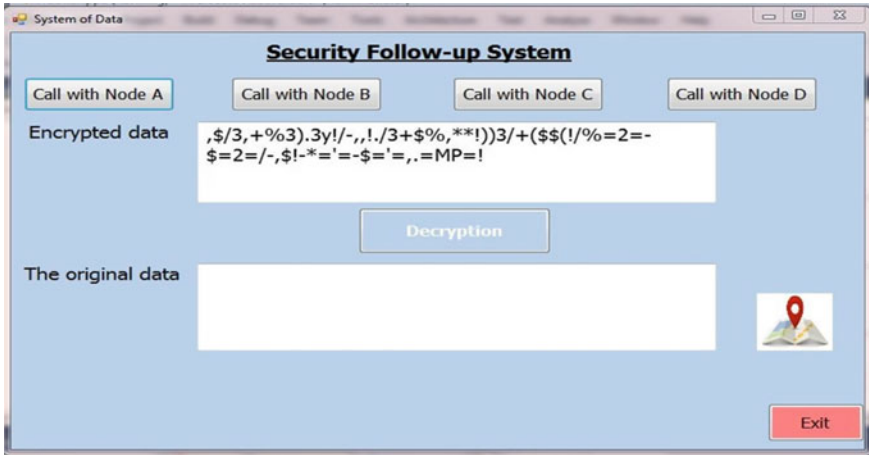 System of Data
Security Follow-up System
Call with Node A Call with Node B Call with Node C Call with Node D
Encrypted data
,$/3,+%3).3y!/-,,!./3+$%,**!))3/+($$(!/%=2=-
$=2=/-,$!-*='=-$='=,.=MP=!
Decryption
The original data
Exit